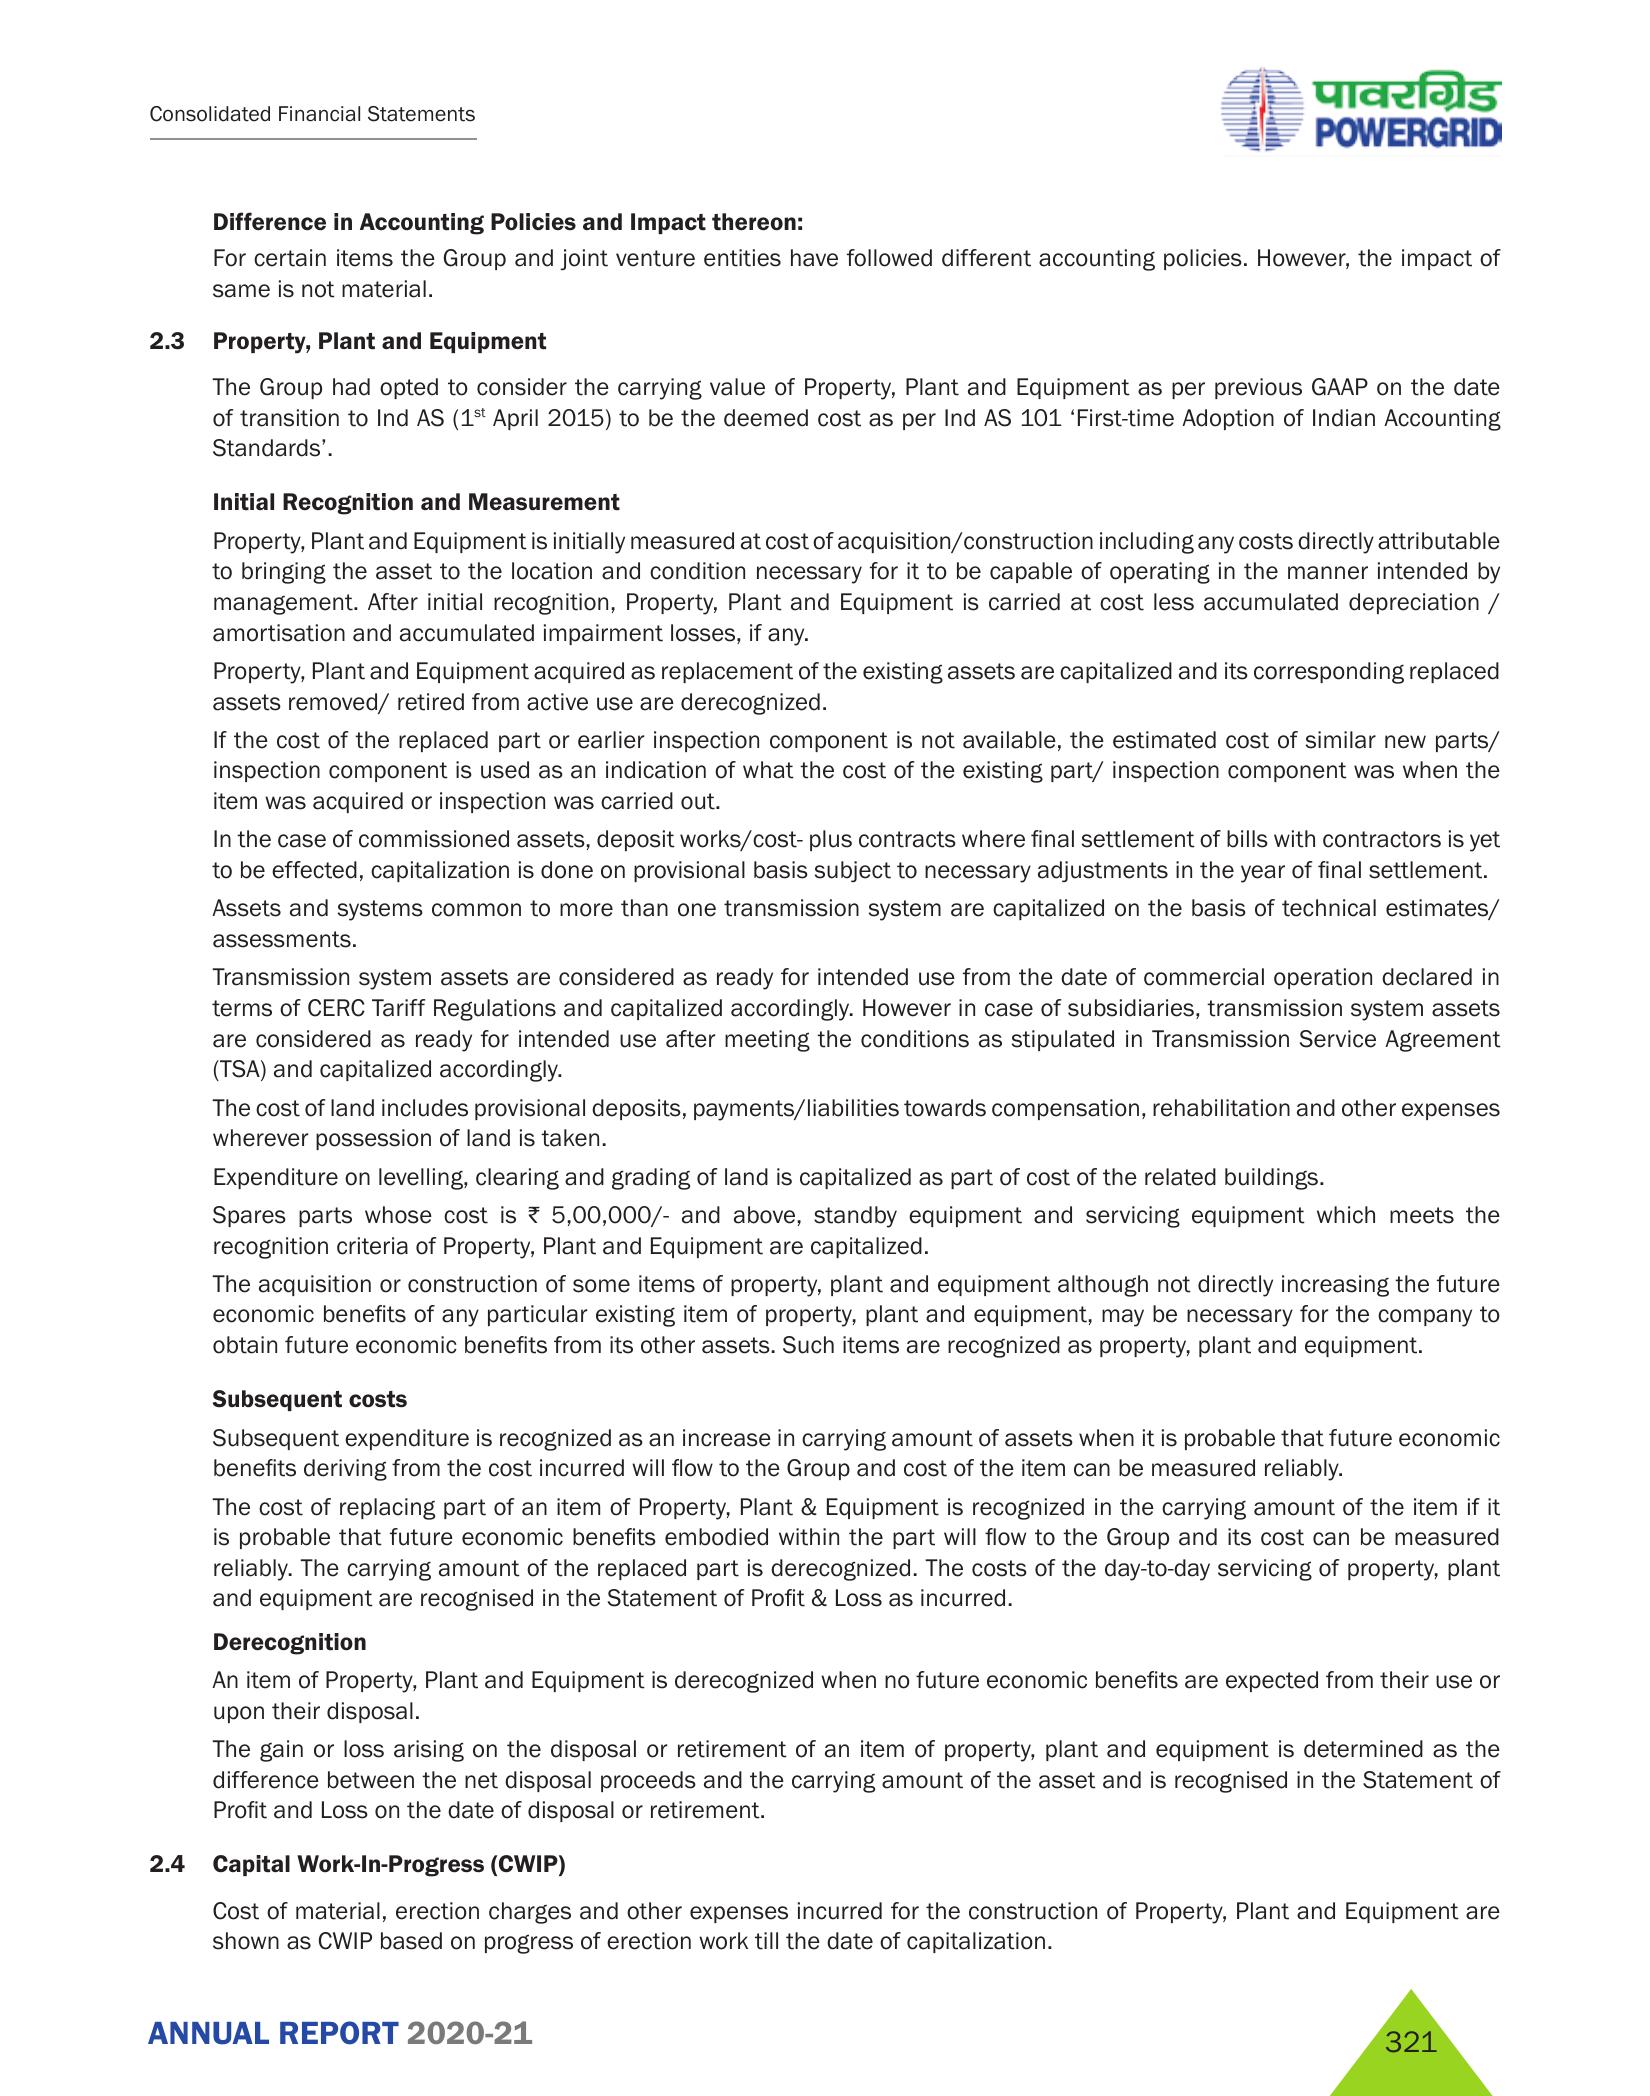 Consolidated Financial Statements
पावरग्रिड
POWERGRID
Difference in Accounting Policies and Impact thereon:
For certain items the Group and joint venture entities have followed different accounting policies. However, the impact of
same is not material.
2.3 Property, Plant and Equipment
The Group had opted to consider the carrying value of Property, Plant and Equipment as per previous GAAP on the date
of transition to Ind AS (1st April 2015) to be the deemed cost as per Ind AS 101 ‘First-time Adoption of Indian Accounting
Standards’.
Initial Recognition and Measurement
Property, Plant and Equipment is initially measured at cost of acquisition/construction including any costs directly attributable
to bringing the asset to the location and condition necessary for it to be capable of operating in the manner intended by
management. After initial recognition, Property, Plant and Equipment is carried at cost less accumulated depreciation /
amortisation and accumulated impairment losses, if any.
Property, Plant and Equipment acquired as replacement of the existing assets are capitalized and its corresponding replaced
assets removed/ retired from active use are derecognized.
If the cost of the replaced part or earlier inspection component is not available, the estimated cost of similar new parts/
inspection component is used as an indication of what the cost of the existing part/ inspection component was when the
item was acquired or inspection was carried out.
In the case of commissioned assets, deposit works/cost- plus contracts where final settlement of bills with contractors is yet
to be effected, capitalization is done on provisional basis subject to necessary adjustments in the year of final settlement.
Assets and systems common to more than one transmission system are capitalized on the basis of technical estimates/
assessments.
Transmission system assets are considered as ready for intended use from the date of commercial operation declared in
terms of CERC Tariff Regulations and capitalized accordingly. However in case of subsidiaries, transmission system assets
are considered as ready for intended use after meeting the conditions as stipulated in Transmission Service Agreement
(TSA) and capitalized accordingly.
The cost of land includes provisional deposits, payments/liabilities towards compensation, rehabilitation and other expenses
wherever possession of land is taken.
Expenditure on levelling, clearing and grading of land is capitalized as part of cost of the related buildings.
Spares parts whose cost is ₹ 5,00,000/- and above, standby equipment and servicing equipment which meets the
recognition criteria of Property, Plant and Equipment are capitalized.
The acquisition or construction of some items of property, plant and equipment although not directly increasing the future
economic benefits of any particular existing item of property, plant and equipment, may be necessary for the company to
obtain future economic benefits from its other assets. Such items are recognized as property, plant and equipment.
Subsequent costs
Subsequent expenditure is recognized as an increase in carrying amount of assets when it is probable that future economic
benefits deriving from the cost incurred will flow to the Group and cost of the item can be measured reliably.
The cost of replacing part of an item of Property, Plant & Equipment is recognized in the carrying amount of the item if it
is probable that future economic benefits embodied within the part will flow to the Group and its cost can be measured
reliably. The carrying amount of the replaced part is derecognized. The costs of the day-to-day servicing of property, plant
and equipment are recognised in the Statement of Profit & Loss as incurred.
Derecognition
An item of Property, Plant and Equipment is derecognized when no future economic benefits are expected from their use or
upon their disposal.
The gain or loss arising on the disposal or retirement of an item of property, plant and equipment is determined as the
difference between the net disposal proceeds and the carrying amount of the asset and is recognised in the Statement of
Profit and Loss on the date of disposal or retirement.
2.4 Capital Work-In-Progress (CWIP)
Cost of material, erection charges and other expenses incurred for the construction of Property, Plant and Equipment are
shown as CWIP based on progress of erection work till the date of capitalization.
ANNUAL REPORT 2020-21
321